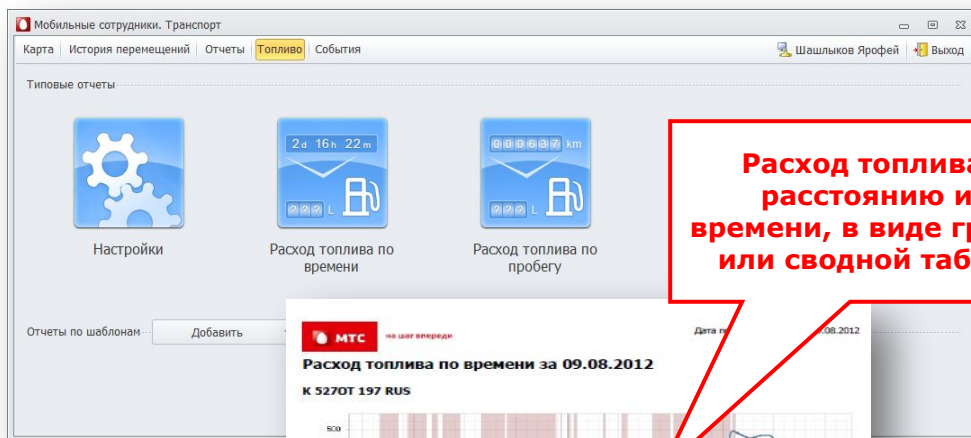 Мобильные сотрудники. Транспорт
Карта История перемещений Отчеты Топливо События Шашлыков Ярофей Выход
Типовые отчеты
2d 16h 22m
??? L
000637 km
??? L
Настройки
Расход топлива по
времени
Расход топлива по
пробегу
Расход топлива
расстоянию и
времени, в виде
или сводной
Отчеты по шаблонам Добавить
МТС на шаг впереди
Дата .08.2012
Расход топлива по времени за 09.08.2012
К 527ОТ 197 RUS
500